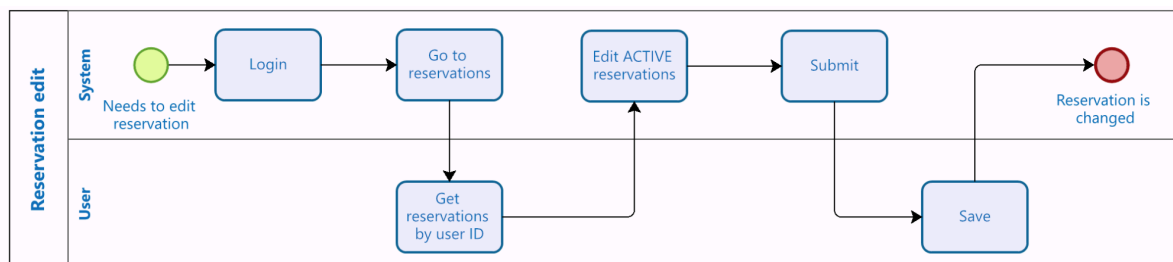 Reservation edit
System
Needs to edit
reservation
Login
Go to
reservations
Edit ACTIVE
reservations
Submit
Reservation is
changed
User
Get
reservations
by user ID
Save